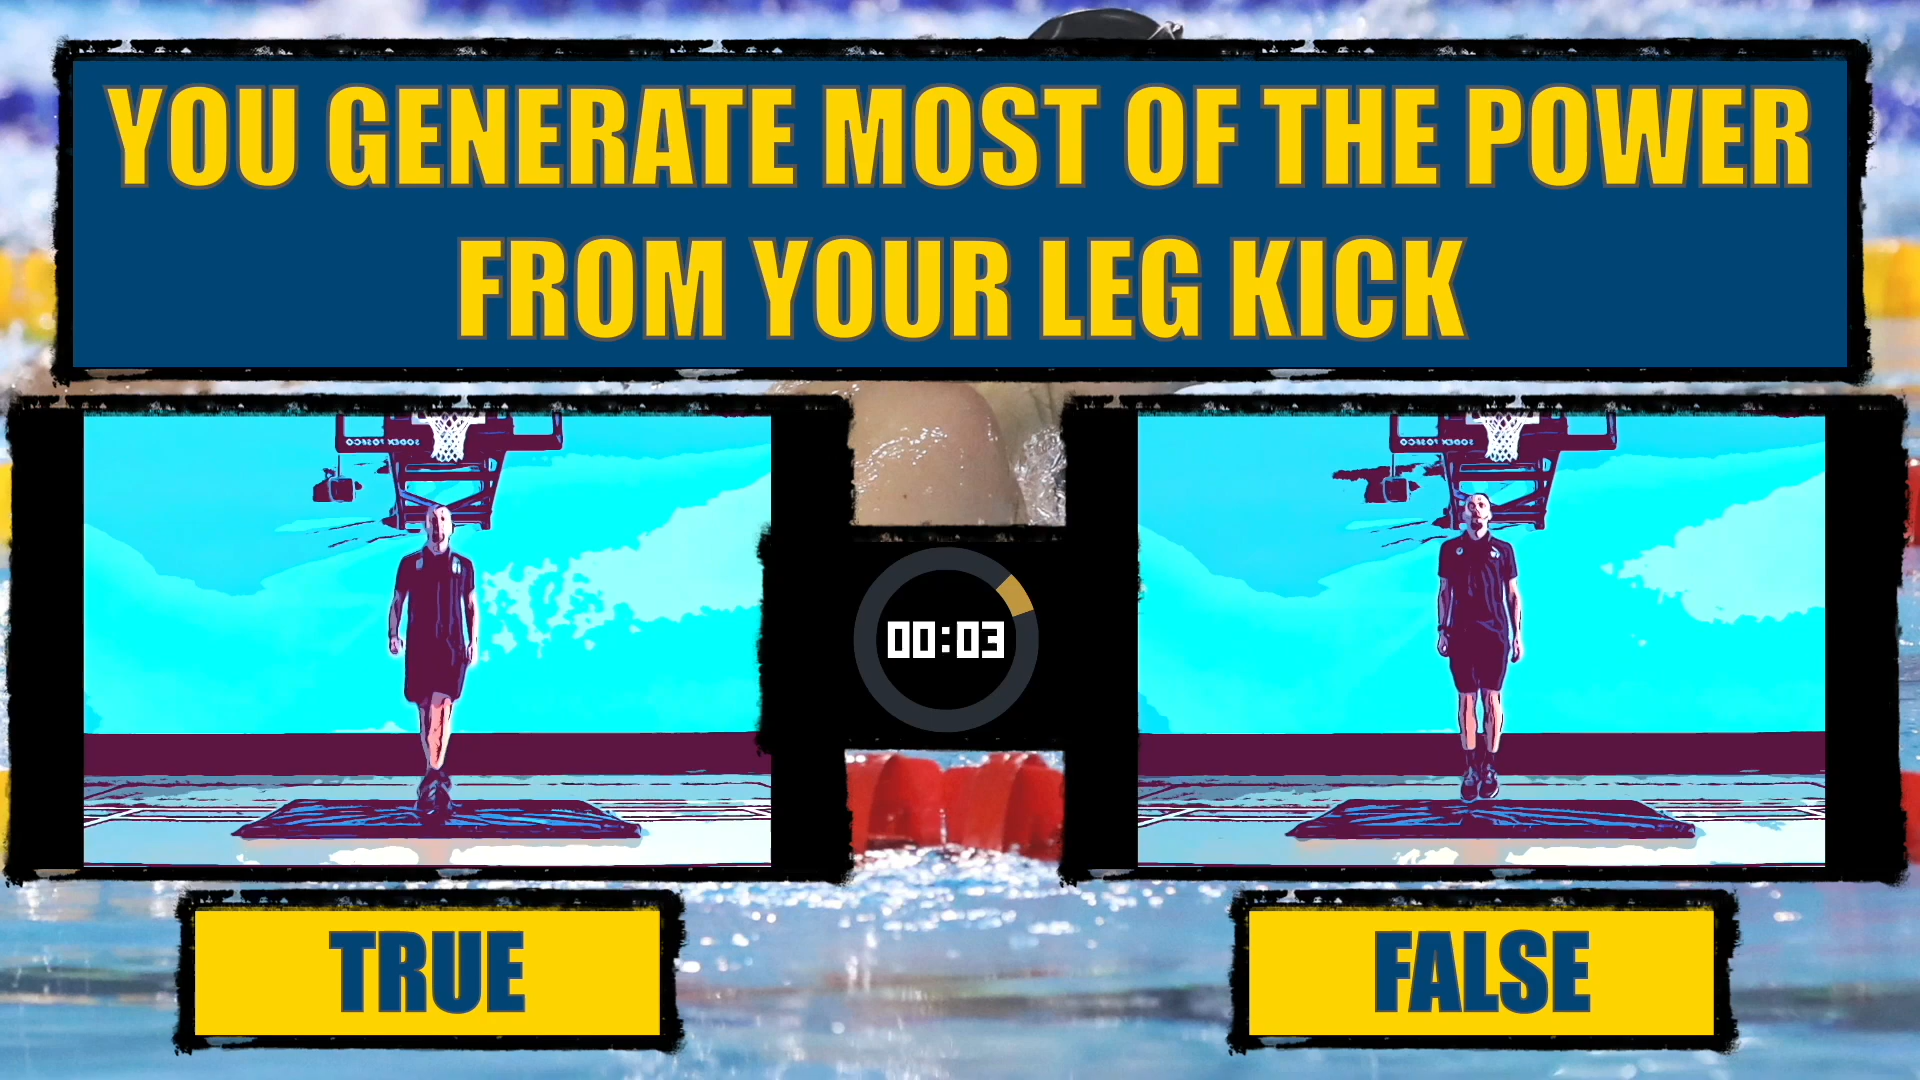 YOU GENERATE MOST OF THE POWER
FROM YOUR LEG KICK
00:03
TRUE
FALSE